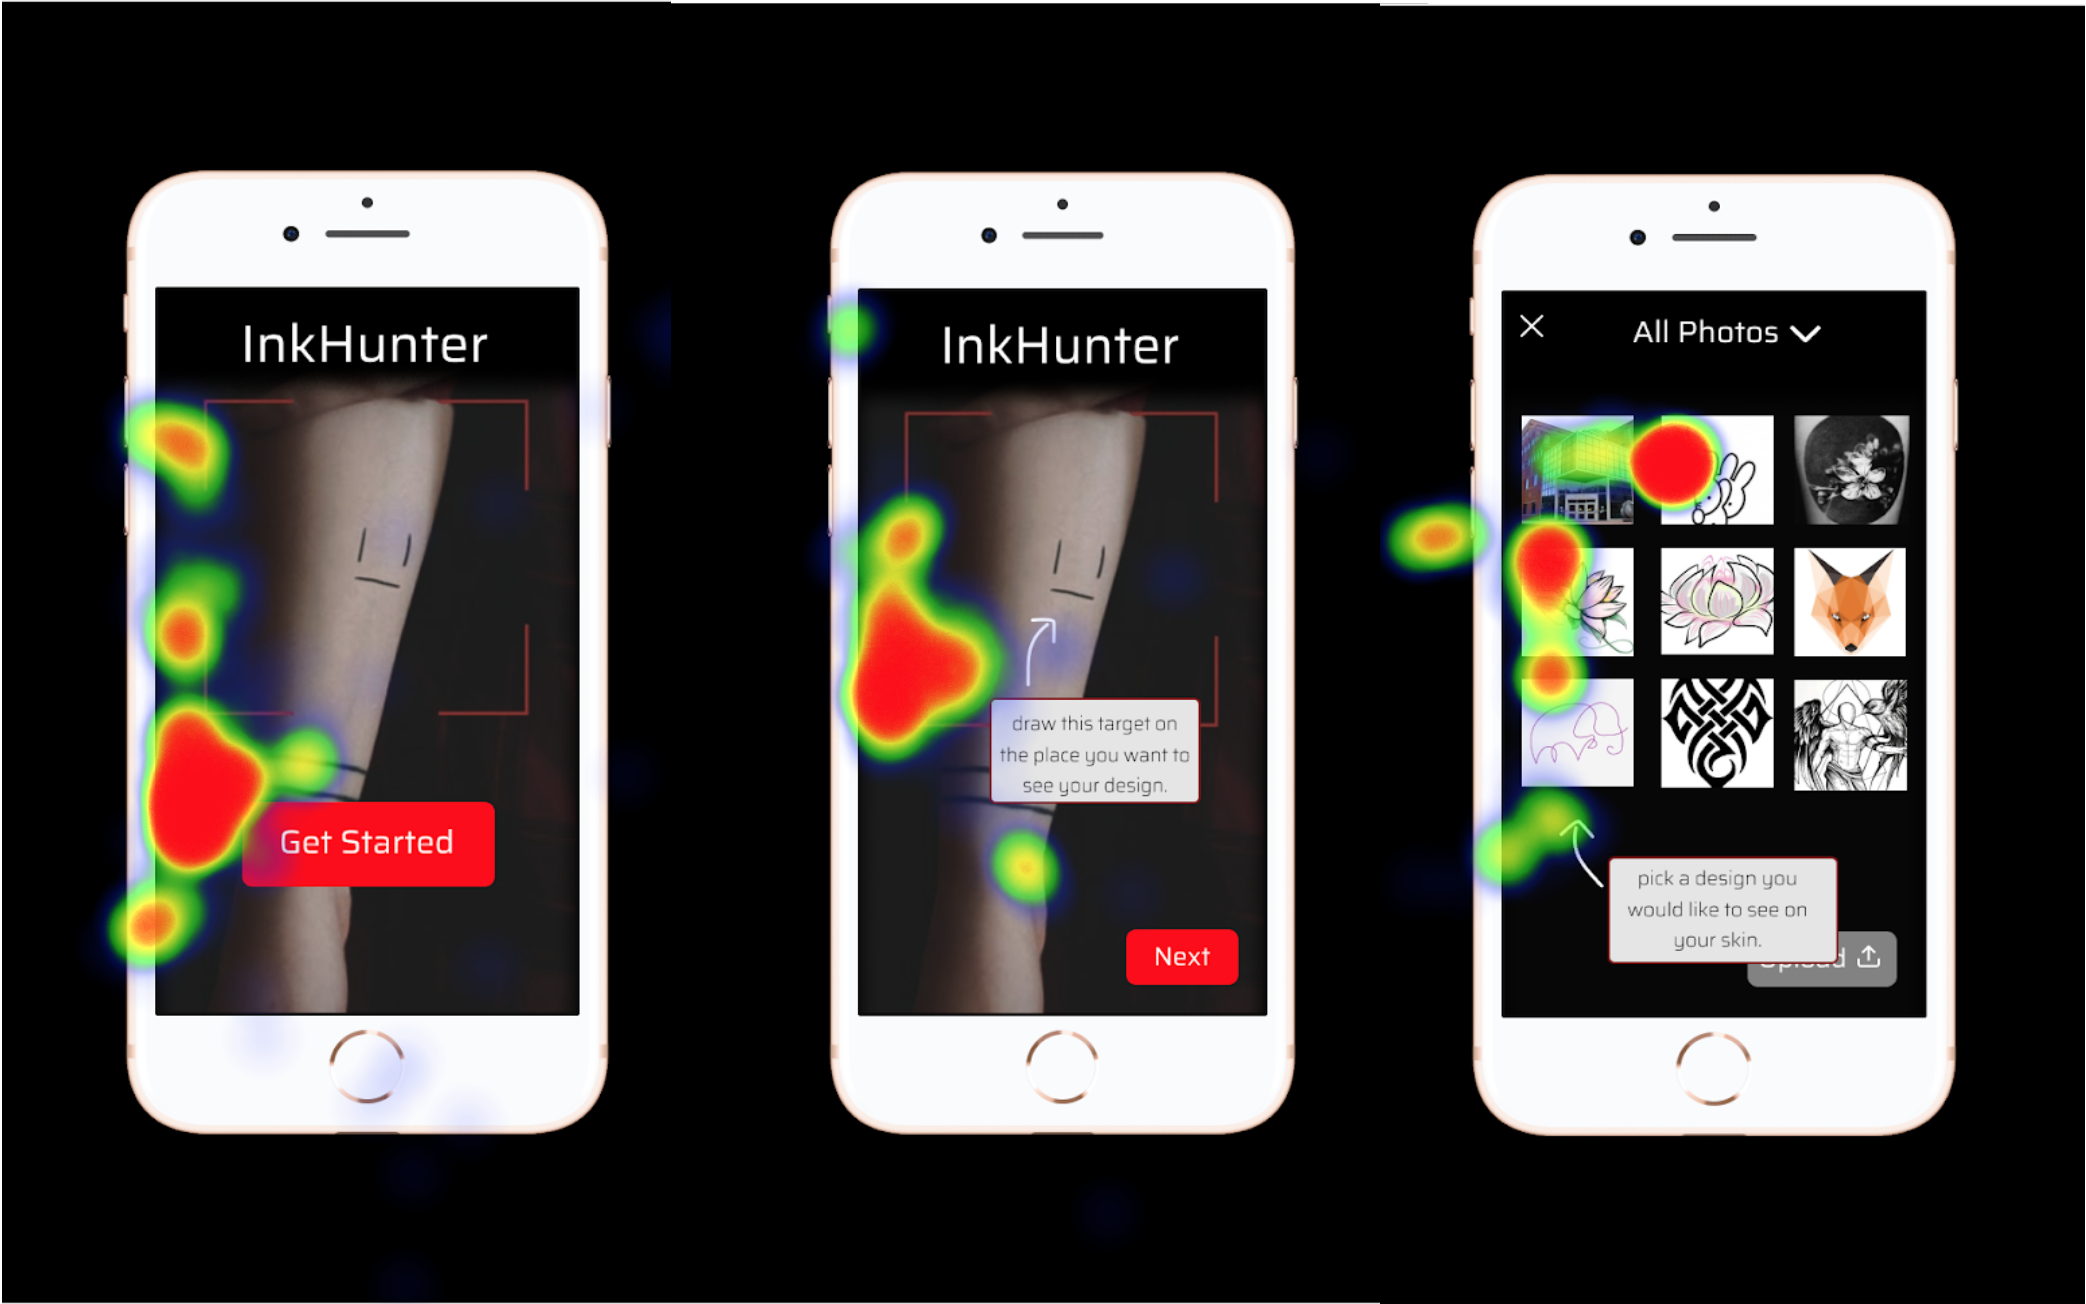 InkHunter
Get Started
InkHunter
draw this target on
the place you want to
see your design.
Next
All Photos
pick a design you
would like to see on
your skin.
Upload